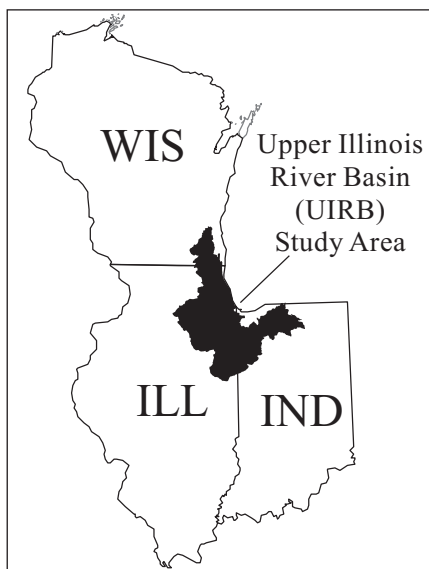 WIS
Upper Illinois
River Basin
(UIRB)
Study Area
ILL
IND